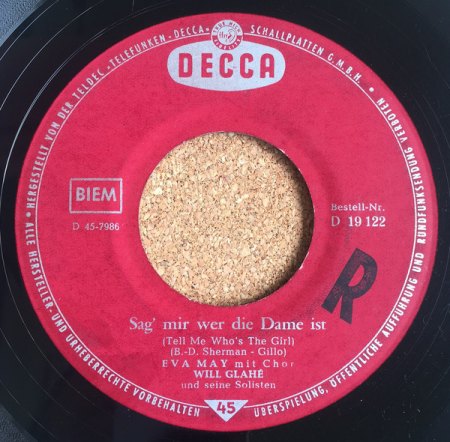 • HERGESTELLT VON DER TELDEC »TELEFUNKEN-DECCA« SCHALLPLATTEN G.M.B.H. •
DECCA
BIEM
D 45-7986
Bestell-Nr.
D 19 122
R
Sag' mir wer die Dame ist
(Tell Me Who's The Girl)
(B.-D. Sherman - Gillo)
EVA MAY mit Chor
WILL GLAHÉ
und seine Solisten
45
• ALLE HERSTELLER- UND URHEBERRECHTE VORBEHALTEN
ÜBERSPIELUNG, ÖFFENTLICHE AUFFÜHRUNG UND RUNDFUNKSENDUNG VERBOTEN